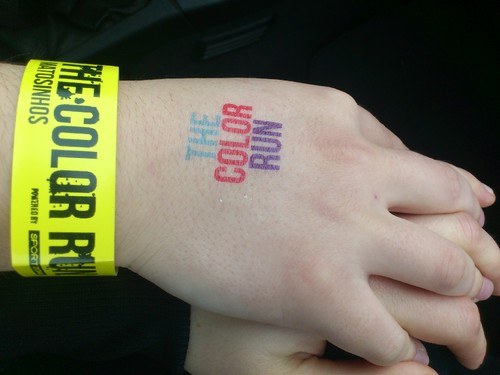 THE COLOR RUN
MATOSINHOS
POWERED BY
THE
COLOR
RUN